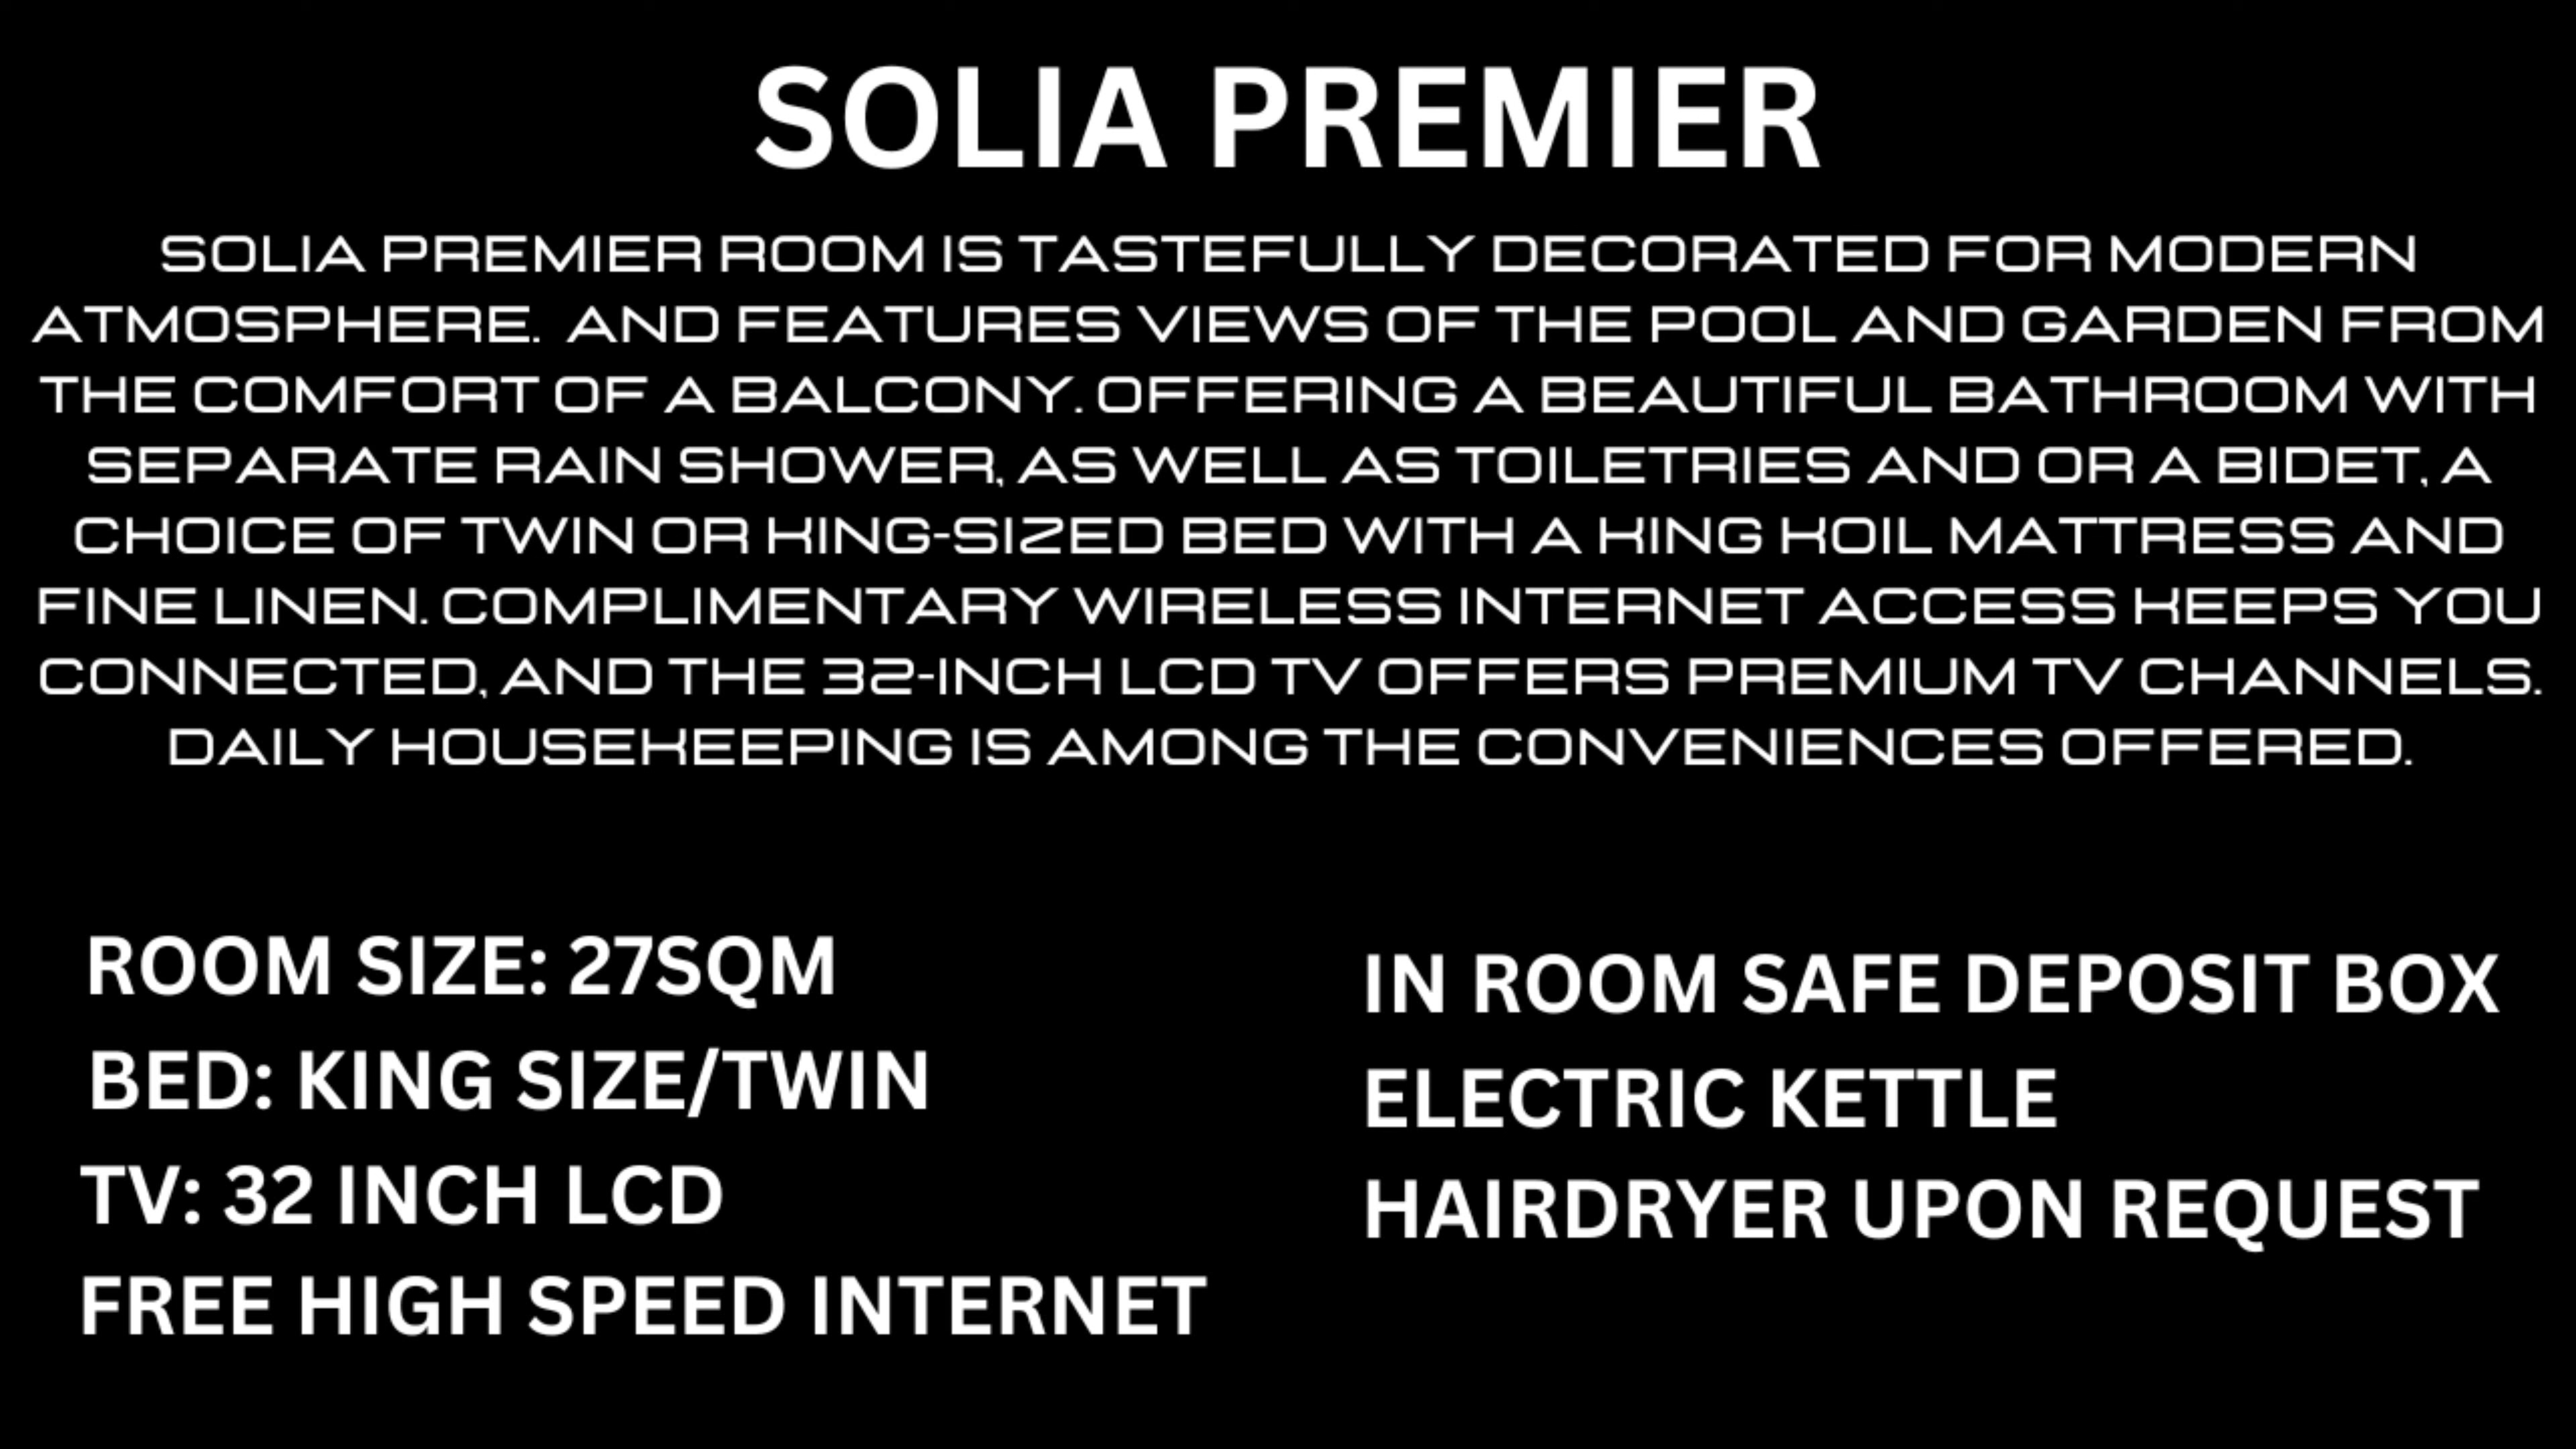 SOLIA PREMIER
SOLIA PREMIER ROOM IS TASTEFULLY DECORATED FOR MODERN
ATMOSPHERE. AND FEATURES VIEWS OF THE POOL AND GARDEN FROM
THE COMFORT OF A BALCONY. OFFERING A BEAUTIFUL BATHROOM WITH
SEPARATE RAIN SHOWER, AS WELL AS TOILETRIES AND OR A BIDET, A
CHOICE OF TWIN OR KING-SIZED BED WITH A KING KOIL MATTRESS AND
FINE LINEN. COMPLIMENTARY WIRELESS INTERNET ACCESS KEEPS YOU
CONNECTED, AND THE 32-INCH LCD TV OFFERS PREMIUM TV CHANNELS.
DAILY HOUSEKEEPING IS AMONG THE CONVENIENCES OFFERED.
ROOM SIZE: 27SQM
BED: KING SIZE/TWIN
TV: 32 INCH LCD
FREE HIGH SPEED INTERNET
IN ROOM SAFE DEPOSIT BOX
ELECTRIC KETTLE
HAIRDRYER UPON REQUEST